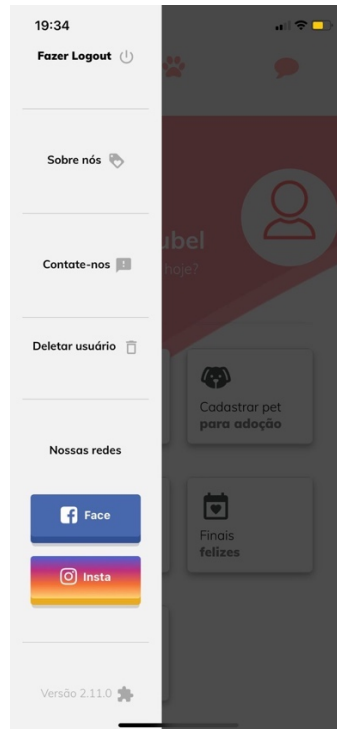 19:34
Fazer Logout
Sobre nós
Contate-nos
Deletar usuário
Nossas redes
Face
Insta
Versão 2.11.0
ubel
hoje?
Cadastrar pet
para adoção
Finais
felizes